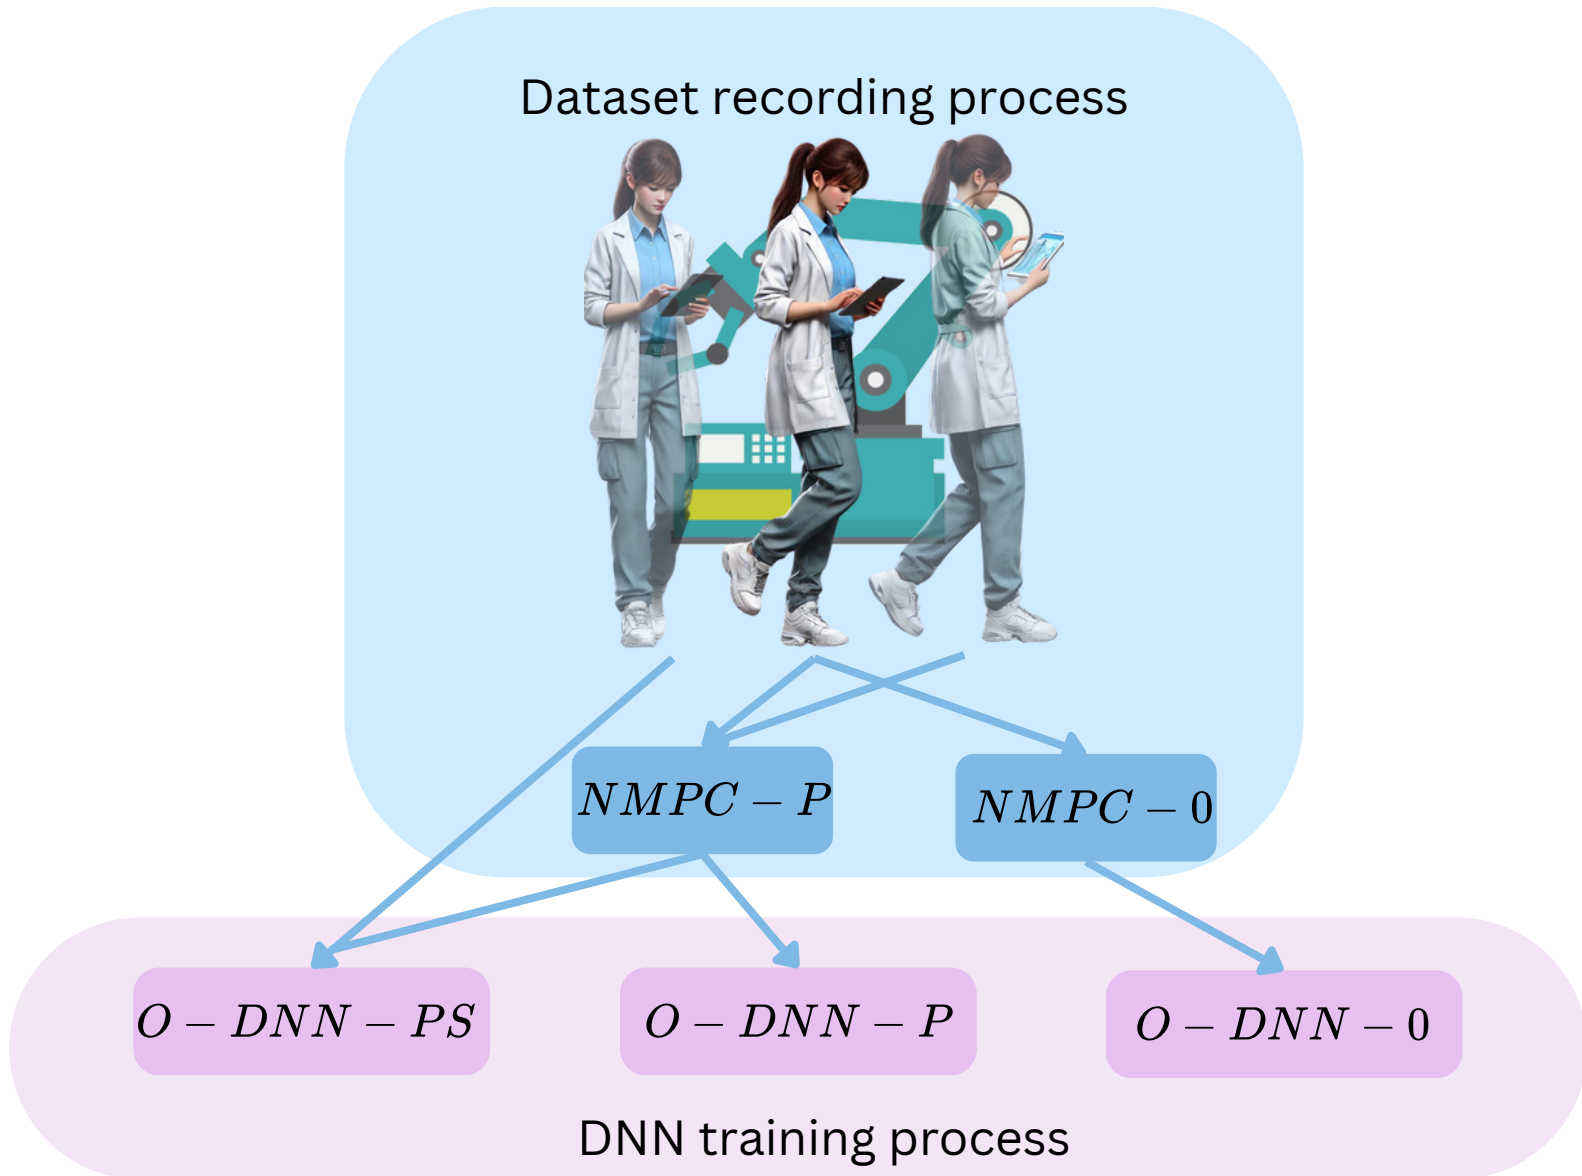 Dataset recording process
NMPC − P
NMPC − 0
O − DNN − PS
O − DNN − P
O − DNN − 0
DNN training process